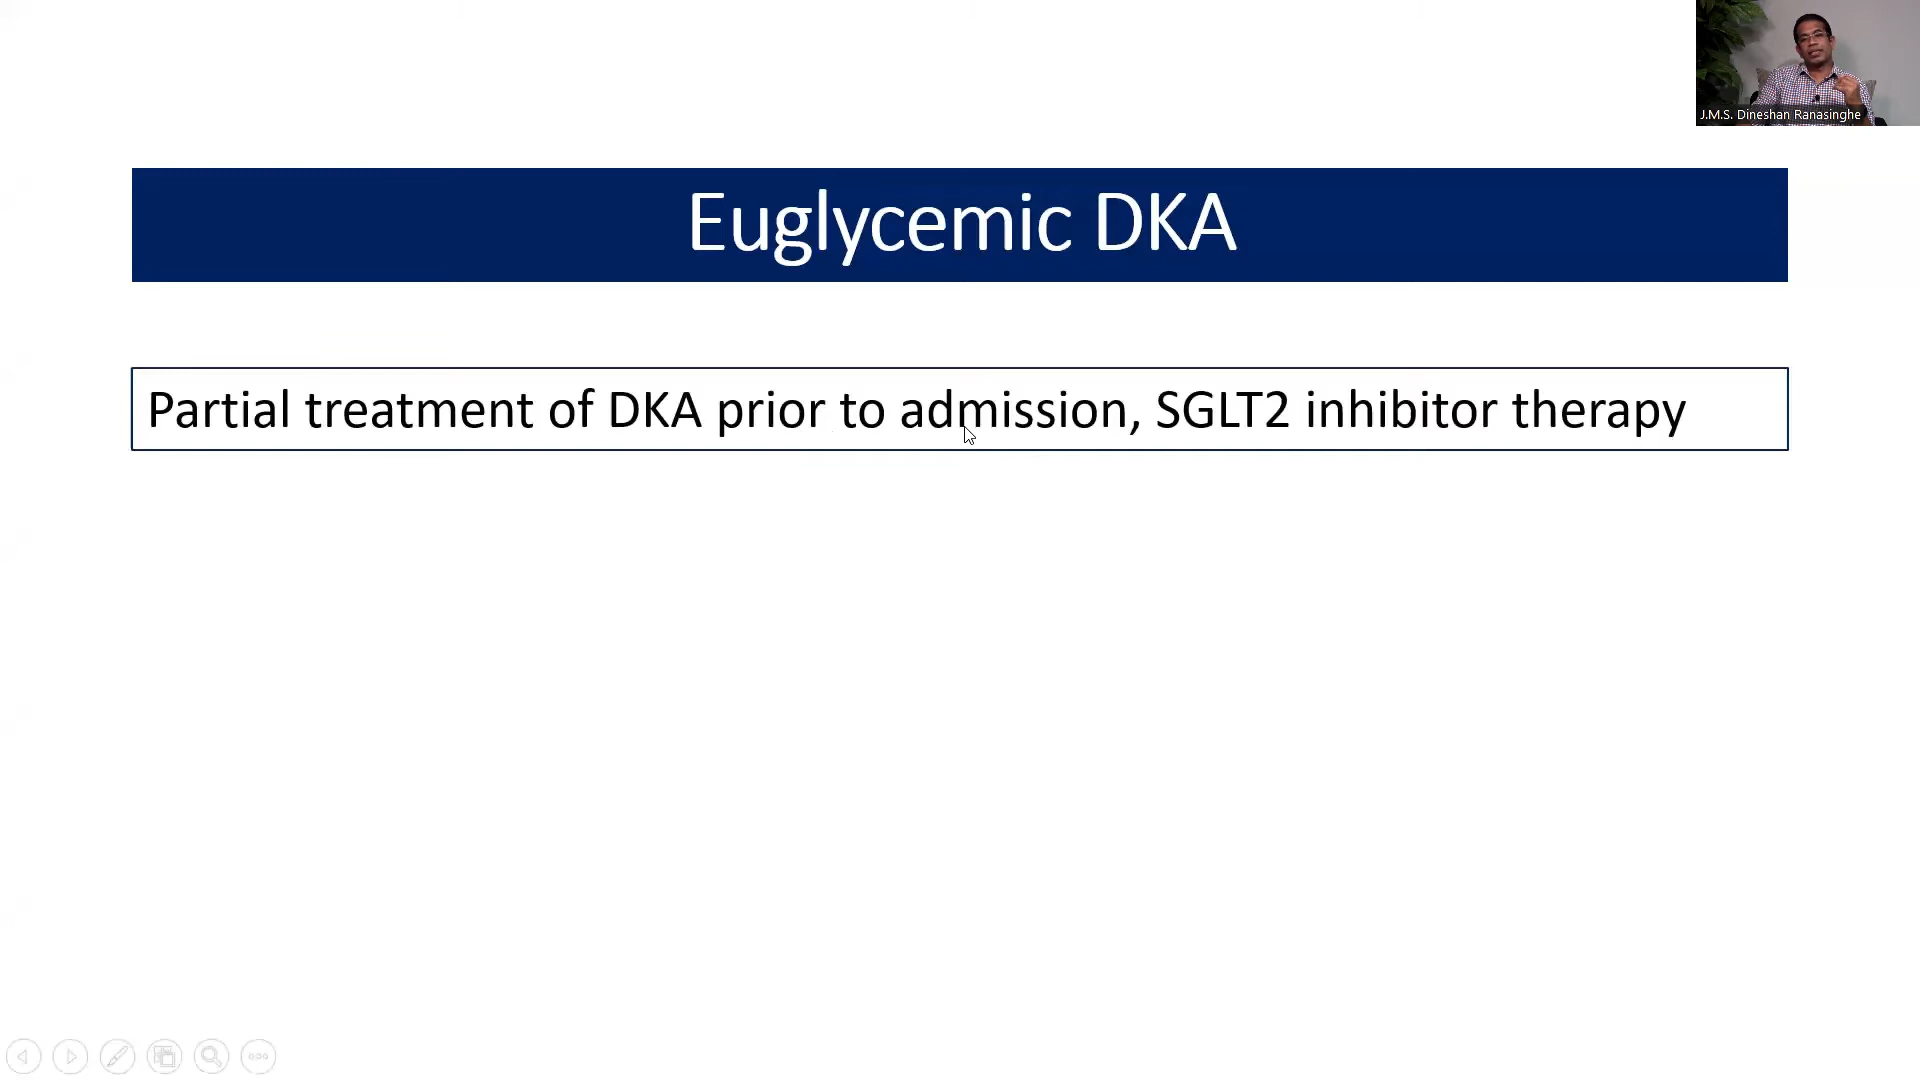 J.M.S. Dineshan Ranasinghe
Euglycemic DKA
Partial treatment of DKA prior to admission, SGLT2 inhibitor therapy